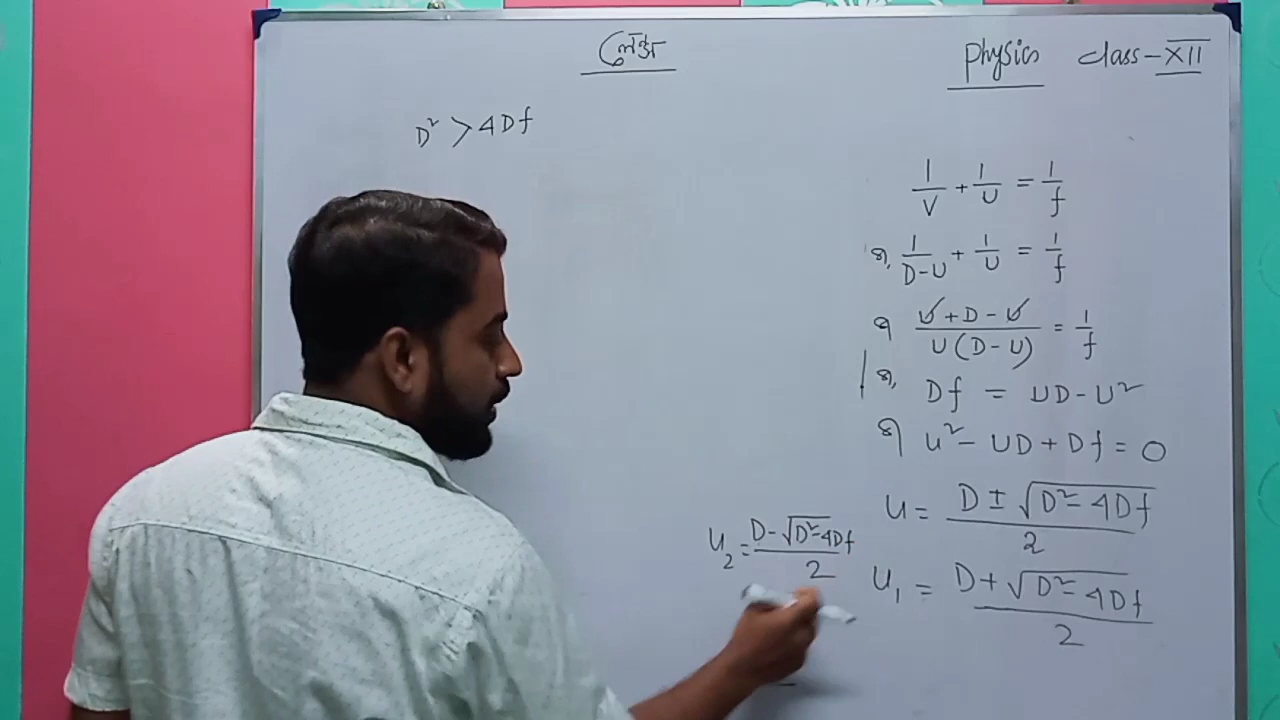 লেন্স
Physics class-XII
D² > 4Df
1/V + 1/U = 1/f
বা, 1/(D-U) + 1/U = 1/f
বা (U+D-U)/(U(D-U)) = 1/f
বা, Df = UD-U²
বা U²-UD+Df=0
U = (D±√(D²-4Df))/2
U₁ = (D+√(D²-4Df))/2
U₂ = (D-√(D²-4Df))/2